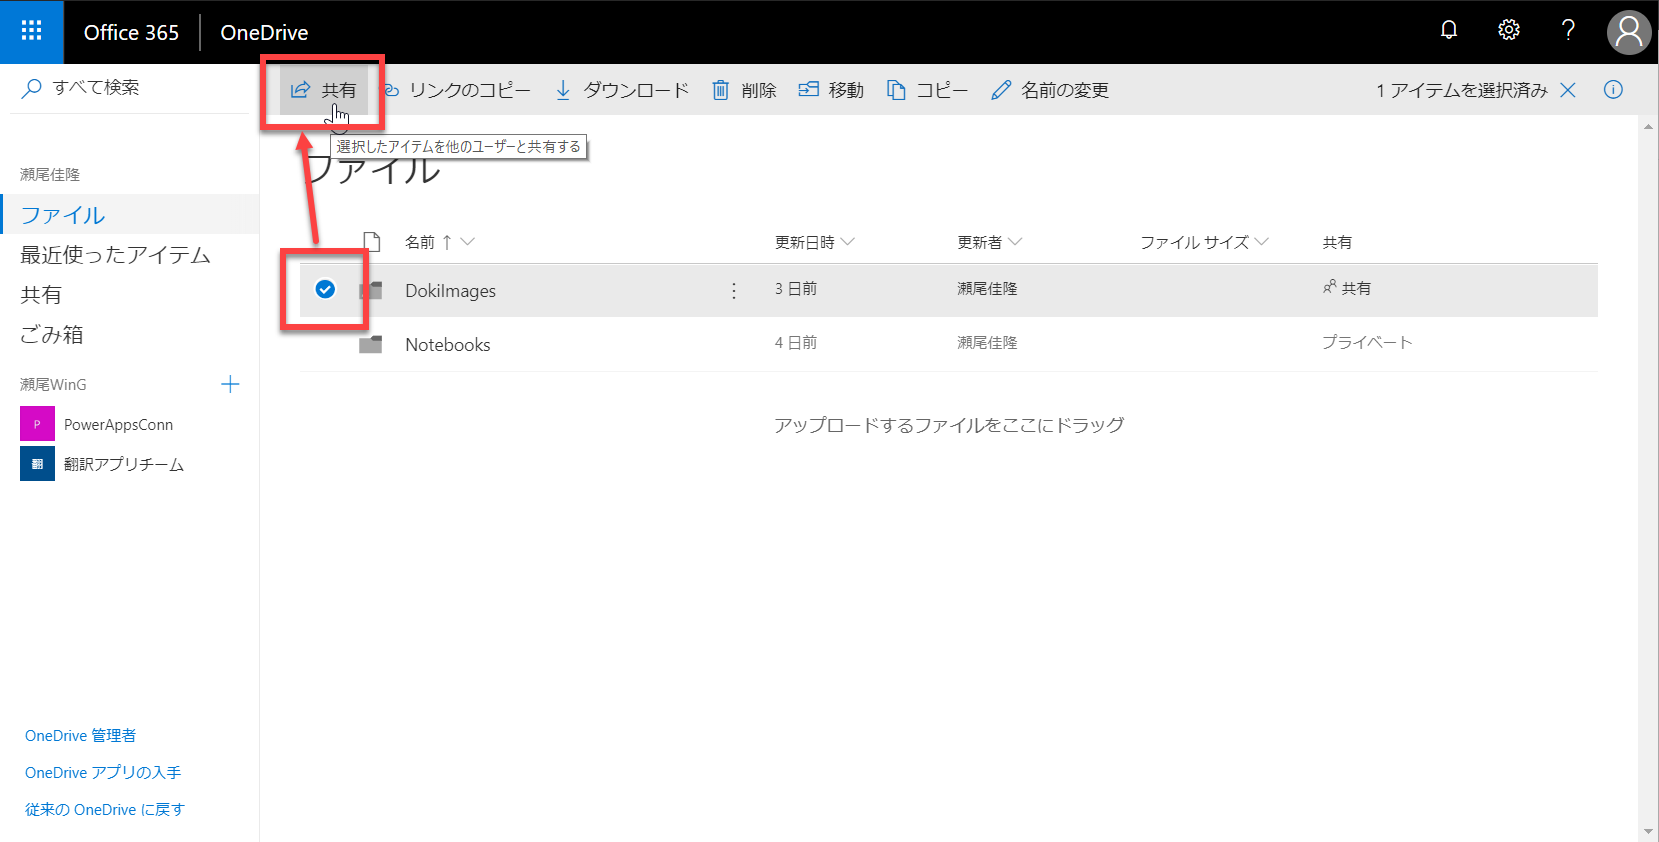 Office 365 OneDrive
すべて検索
共有 リンクのコピー ダウンロード 削除 移動 コピー 名前の変更 1 アイテムを選択済み
選択したアイテムを他のユーザーと共有する
ファイル
瀬尾佳隆
ファイル
最近使ったアイテム
共有
ごみ箱
瀬尾WinG
P PowerAppsConn
翻 翻訳アプリチーム
OneDrive 管理者
OneDrive アプリの入手
従来の OneDrive に戻す
名前 ↑ 更新日時 更新者 ファイル サイズ 共有
DokiImages 3 日前 瀬尾佳隆 共有
Notebooks 4 日前 瀬尾佳隆 プライベート
アップロードするファイルをここにドラッグ